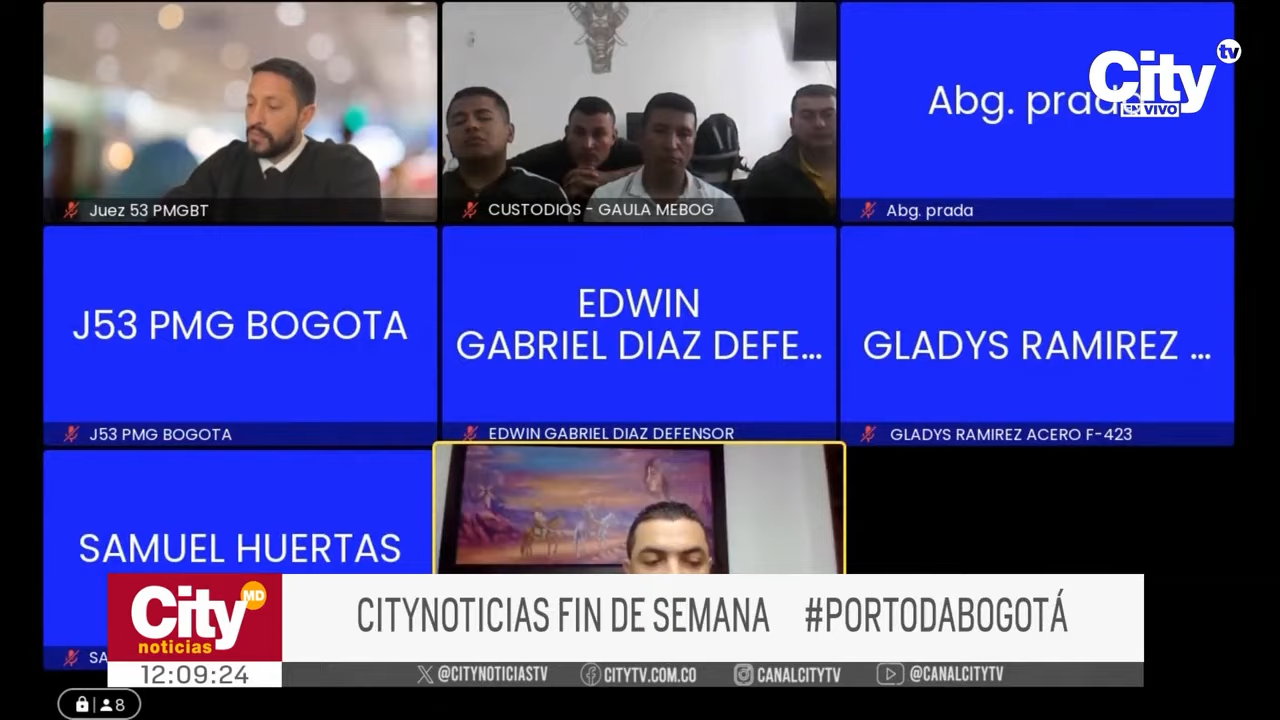 City tv
EN VIVO
Abg. prada
Juez 53 PMGBT
CUSTODIOS - GAULA MEBOG
Abg. prada
J53 PMG BOGOTA
EDWIN
GABRIEL DIAZ DEFE...
GLADYS RAMIREZ ...
J53 PMG BOGOTA
EDWIN GABRIEL DIAZ DEFENSOR
GLADYS RAMIREZ ACERO F-423
SAMUEL HUERTAS
SA
City MD
noticias
CITYNOTICIAS FIN DE SEMANA #PORTODABOGOTÁ
12:09:24
@CITYNOTICIASTV
CITYTV.COM.CO
CANALCITYTV
@CANALCITYTV
8